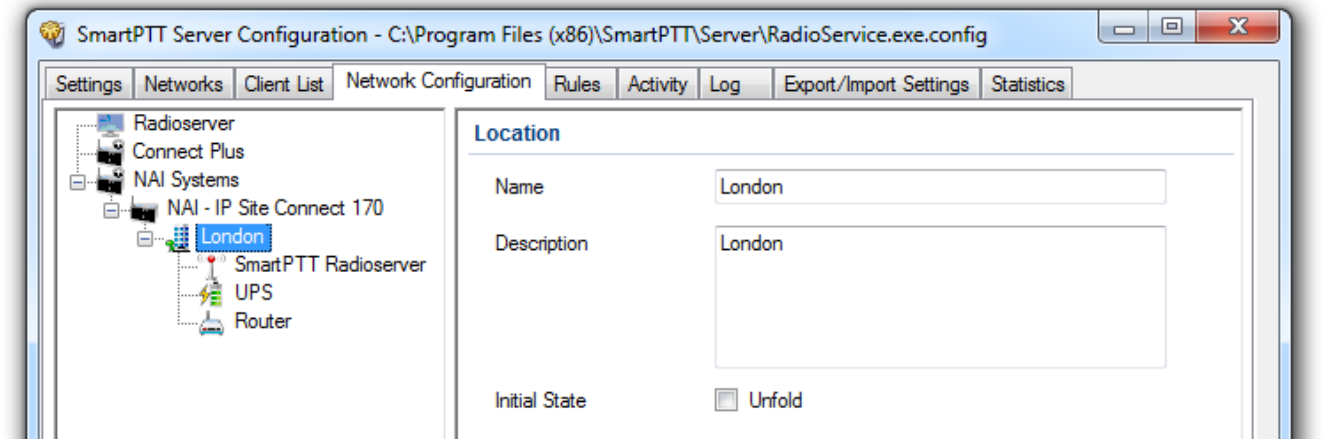 SmartPTT Server Configuration - C:\Program Files (x86)\SmartPTT\Server\RadioService.exe.config
Settings Networks Client List Network Configuration Rules Activity Log Export/Import Settings Statistics
Radioserver
Connect Plus
NAI Systems
NAI - IP Site Connect 170
London
SmartPTT Radioserver
UPS
Router
Location
Name London
Description London
Initial State Unfold